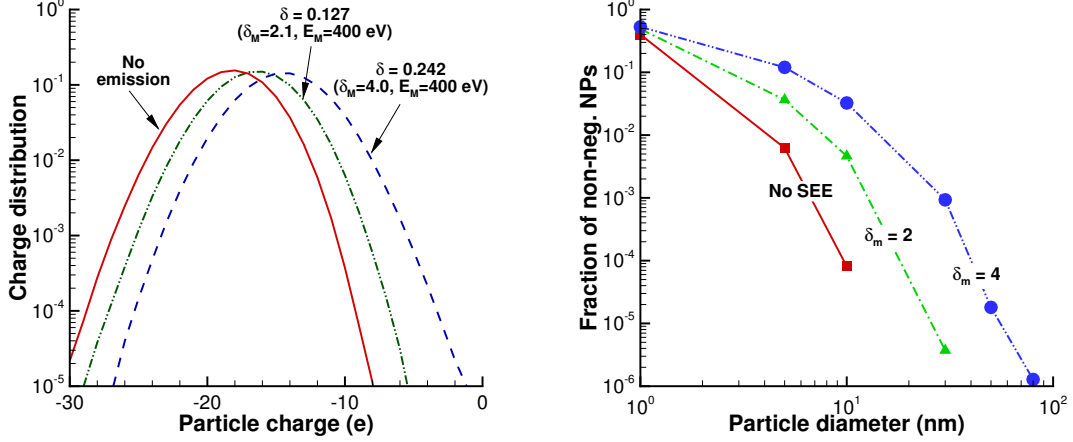 Charge distribution
10⁰
10⁻¹
10⁻²
10⁻³
10⁻⁴
10⁻⁵
-30
-20
-10
0
Particle charge (e)
No
emission
δ = 0.127
(δM=2.1, EM=400 eV)
δ = 0.242
(δM=4.0, EM=400 eV)
Fraction of non-neg. NPs
10⁰
10⁻¹
10⁻²
10⁻³
10⁻⁴
10⁻⁵
10⁻⁶
10⁰
10¹
10²
Particle diameter (nm)
No SEE
δm = 2
δm = 4